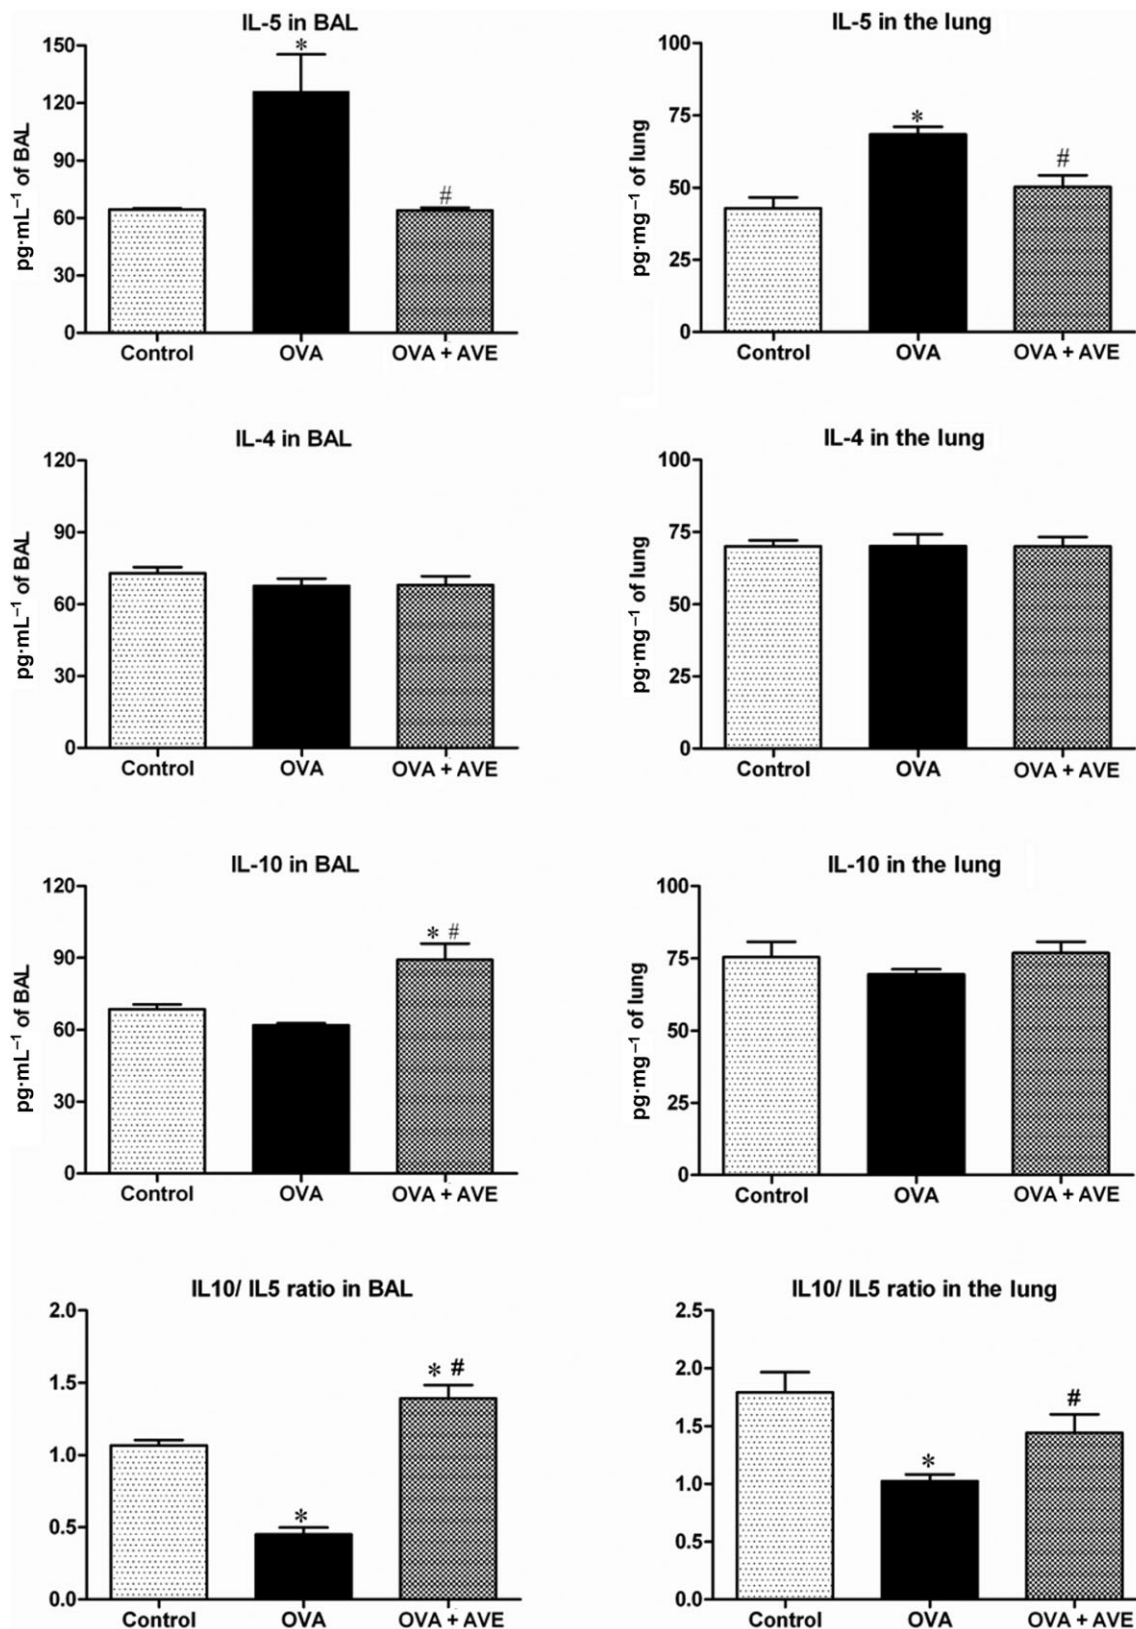 IL-5 in BAL
150
120
90
60
30
0
pg·mL⁻¹ of BAL
*
#
Control OVA OVA + AVE
IL-5 in the lung
100
75
50
25
0
pg·mg⁻¹ of lung
*
#
Control OVA OVA + AVE
IL-4 in BAL
120
90
60
30
0
pg·mL⁻¹ of BAL
Control OVA OVA + AVE
IL-4 in the lung
100
75
50
25
0
pg·mg⁻¹ of lung
Control OVA OVA + AVE
IL-10 in BAL
120
90
60
30
0
pg·mL⁻¹ of BAL
* #
Control OVA OVA + AVE
IL-10 in the lung
100
75
50
25
0
pg·mg⁻¹ of lung
Control OVA OVA + AVE
IL10/ IL5 ratio in BAL
2.0
1.5
1.0
0.5
0.0
*
* #
Control OVA OVA + AVE
IL10/ IL5 ratio in the lung
2.5
2.0
1.5
1.0
0.5
0.0
*
#
Control OVA OVA + AVE